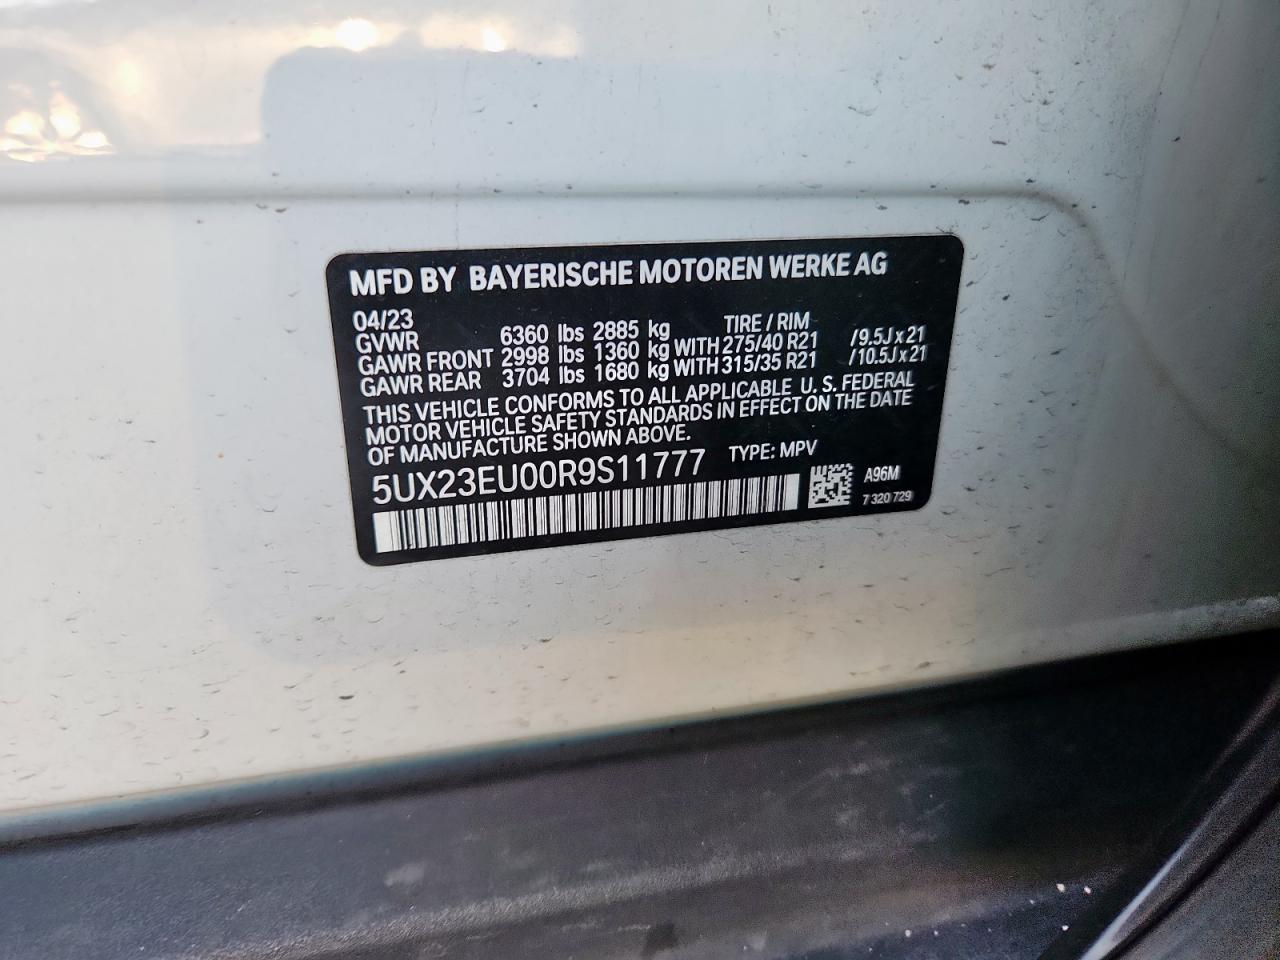 MFD BY BAYERISCHE MOTOREN WERKE AG
04/23 TIRE / RIM
GVWR 6360 lbs 2885 kg
GAWR FRONT 2998 lbs 1360 kg WITH 275/40 R21 /9.5J x 21
GAWR REAR 3704 lbs 1680 kg WITH 315/35 R21 /10.5J x 21
THIS VEHICLE CONFORMS TO ALL APPLICABLE U. S. FEDERAL
MOTOR VEHICLE SAFETY STANDARDS IN EFFECT ON THE DATE
OF MANUFACTURE SHOWN ABOVE.
5UX23EU00R9S11777 TYPE: MPV
A96M
7 320 729